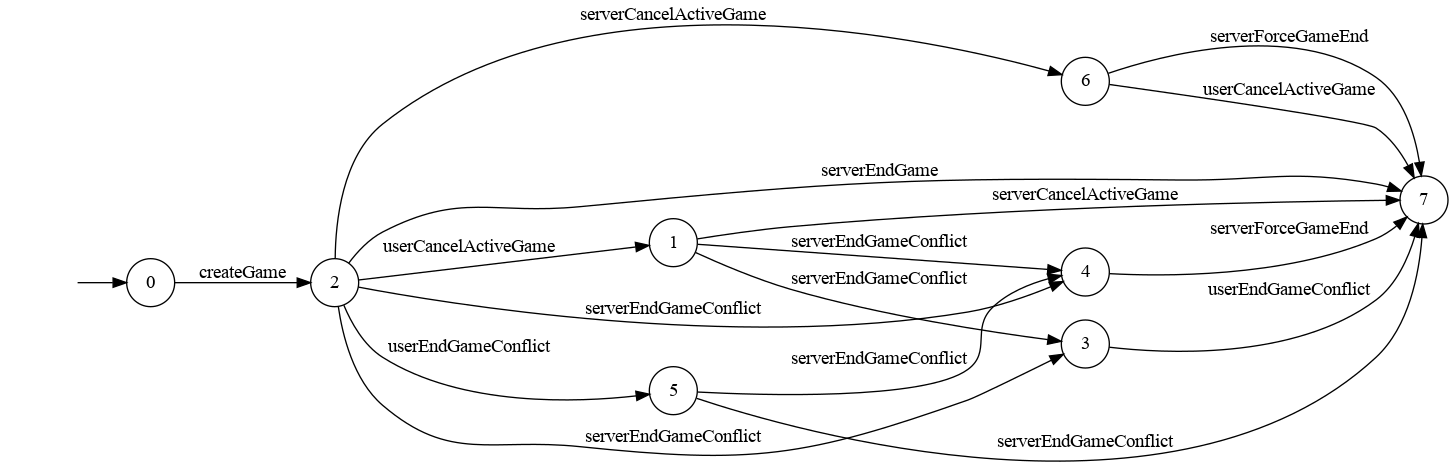 serverCancelActiveGame
serverForceGameEnd
6
userCancelActiveGame
serverEndGame
serverCancelActiveGame
7
userCancelActiveGame
1
serverEndGameConflict
serverForceGameEnd
createGame
0
2
serverEndGameConflict
4
userEndGameConflict
serverEndGameConflict
3
userEndGameConflict
serverEndGameConflict
5
serverEndGameConflict
serverEndGameConflict